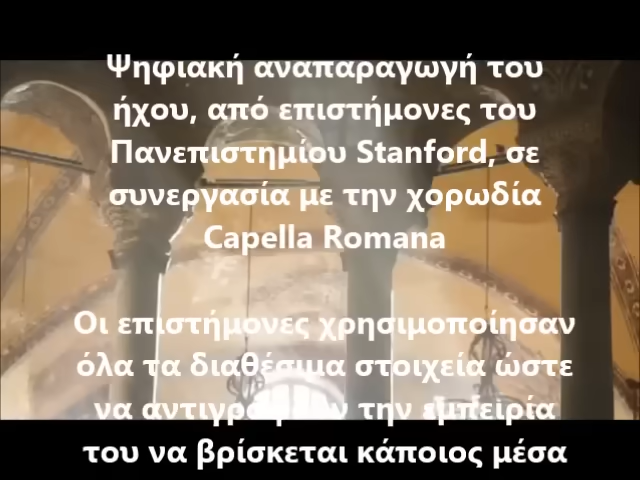 Ψηφιακή αναπαραγωγή του
ήχου, από επιστήμονες του
Πανεπιστημίου Stanford, σε
συνεργασία με την χορωδία
Capella Romana
Οι επιστήμονες χρησιμοποίησαν
όλα τα διαθέσιμα στοιχεία ώστε
να αντιγράψουν την εμπειρία
του να βρίσκεται κάποιος μέσα